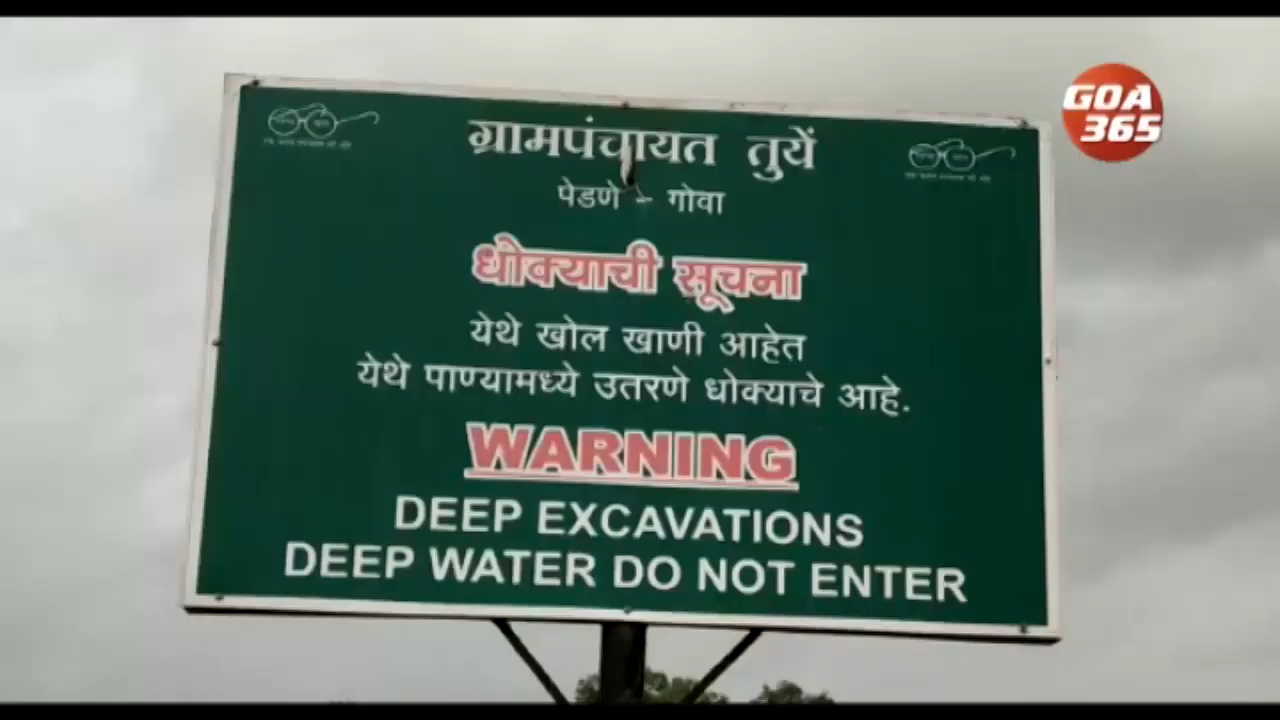 GOA
365
ग्रामपंचायत तुयें
पेडणे - गोवा
धोक्याची सूचना
येथे खोल खाणी आहेत
येथे पाण्यामध्ये उतरणे धोक्याचे आहे.
WARNING
DEEP EXCAVATIONS
DEEP WATER DO NOT ENTER